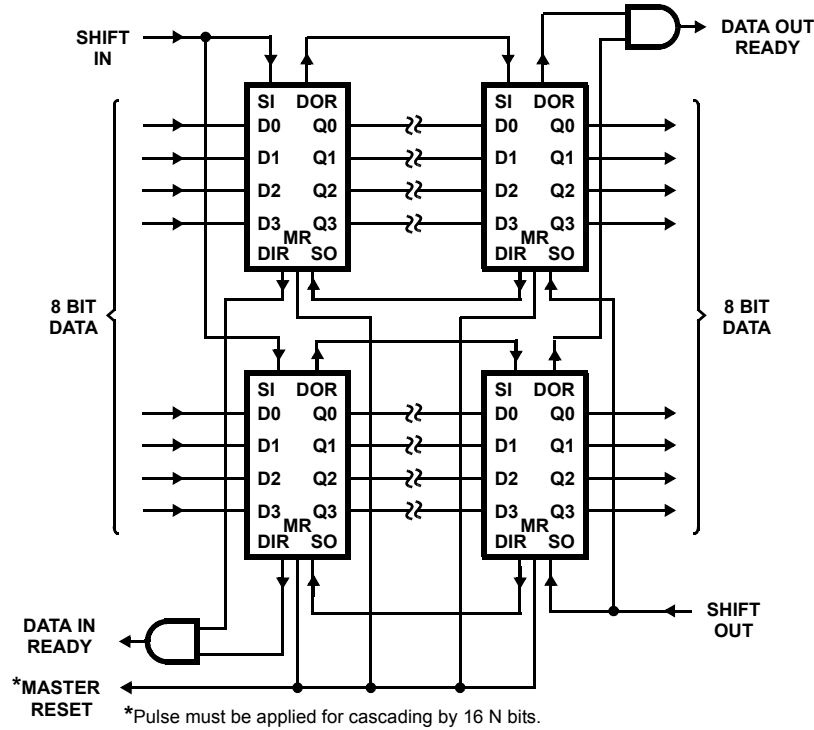 SHIFT
IN
DATA OUT
READY
SI DOR
D0 Q0
D1 Q1
D2 Q2
D3 Q3
MR
DIR SO
SI DOR
D0 Q0
D1 Q1
D2 Q2
D3 Q3
MR
DIR SO
8 BIT
DATA
8 BIT
DATA
SI DOR
D0 Q0
D1 Q1
D2 Q2
D3 Q3
MR
DIR SO
SI DOR
D0 Q0
D1 Q1
D2 Q2
D3 Q3
MR
DIR SO
SHIFT
OUT
DATA IN
READY
*MASTER
RESET
*Pulse must be applied for cascading by 16 N bits.